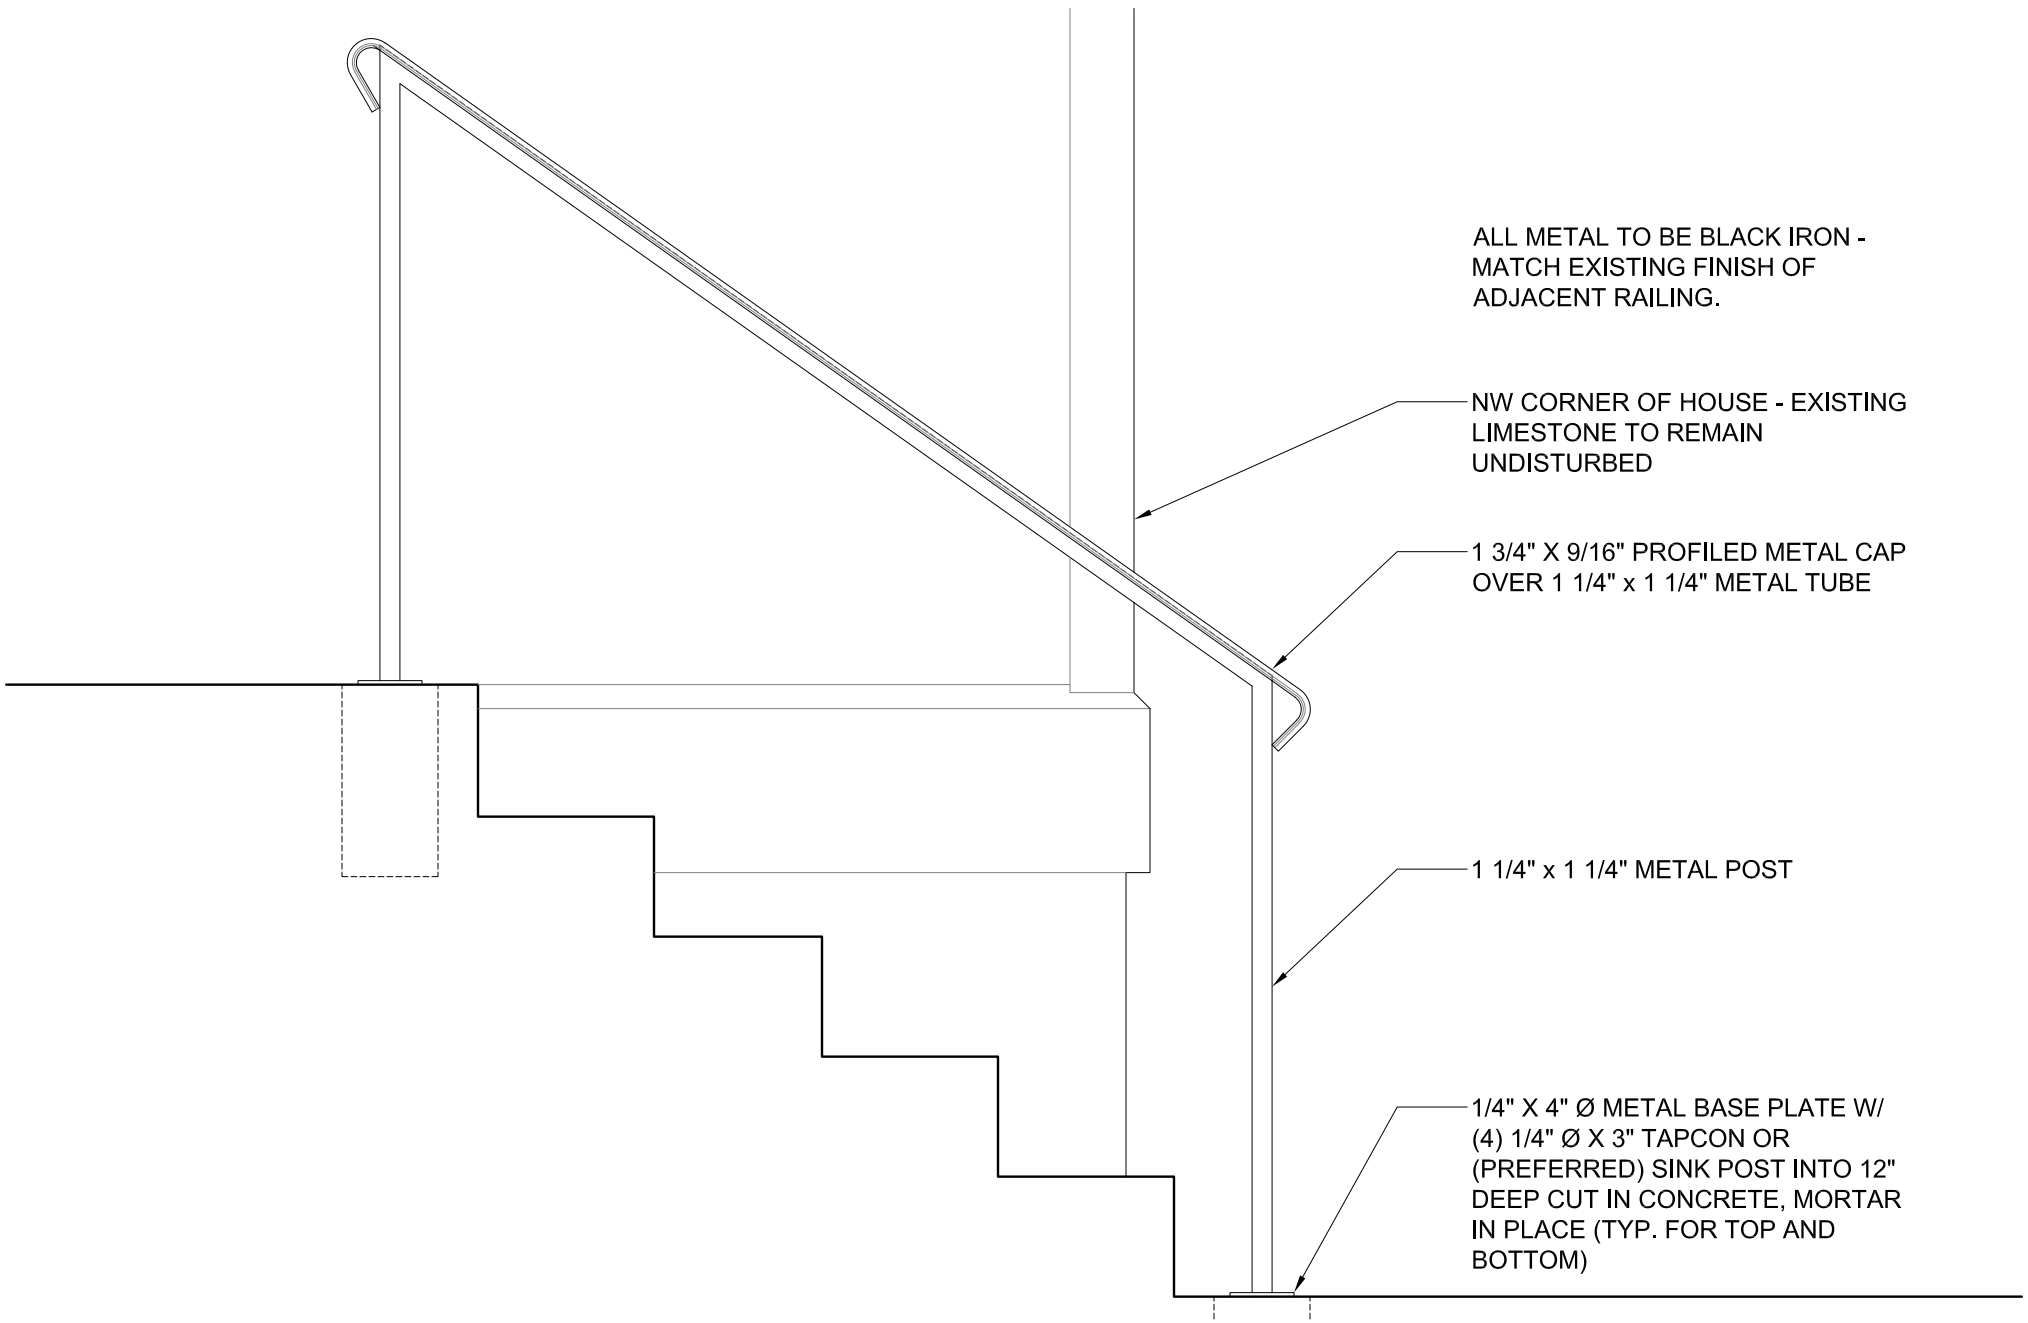 ALL METAL TO BE BLACK IRON -
MATCH EXISTING FINISH OF
ADJACENT RAILING.
NW CORNER OF HOUSE - EXISTING
LIMESTONE TO REMAIN
UNDISTURBED
1 3/4" X 9/16" PROFILED METAL CAP
OVER 1 1/4" x 1 1/4" METAL TUBE
1 1/4" x 1 1/4" METAL POST
1/4" X 4" Ø METAL BASE PLATE W/
(4) 1/4" Ø X 3" TAPCON OR
(PREFERRED) SINK POST INTO 12"
DEEP CUT IN CONCRETE, MORTAR
IN PLACE (TYP. FOR TOP AND
BOTTOM)